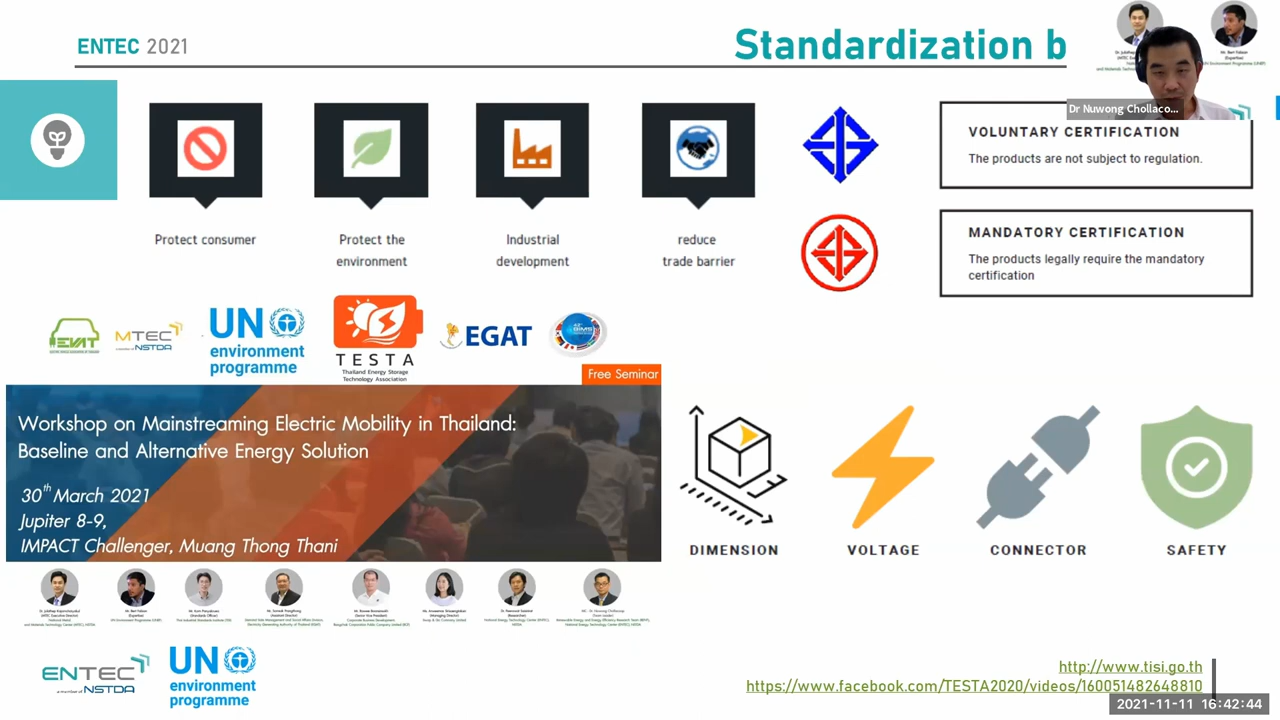 ENTEC 2021
Standardization b
Dr Nuwong Chollaco...
Protect consumer
Protect the
environment
Industrial
development
reduce
trade barrier
VOLUNTARY CERTIFICATION
The products are not subject to regulation.
MANDATORY CERTIFICATION
The products legally require the mandatory
certification
EVAT
MTEC
a member of NSTDA
UN
environment
programme
TESTA
Thailand Energy Storage
Technology Association
EGAT
Free Seminar
Workshop on Mainstreaming Electric Mobility in Thailand:
Baseline and Alternative Energy Solution
30th March 2021
Jupiter 8-9,
IMPACT Challenger, Muang Thong Thani
DIMENSION
VOLTAGE
CONNECTOR
SAFETY
ENTEC
a member of NSTDA
UN
environment
programme
http://www.tisi.go.th
https://www.facebook.com/TESTA2020/videos/160051482648810
2021-11-11 16:42:44